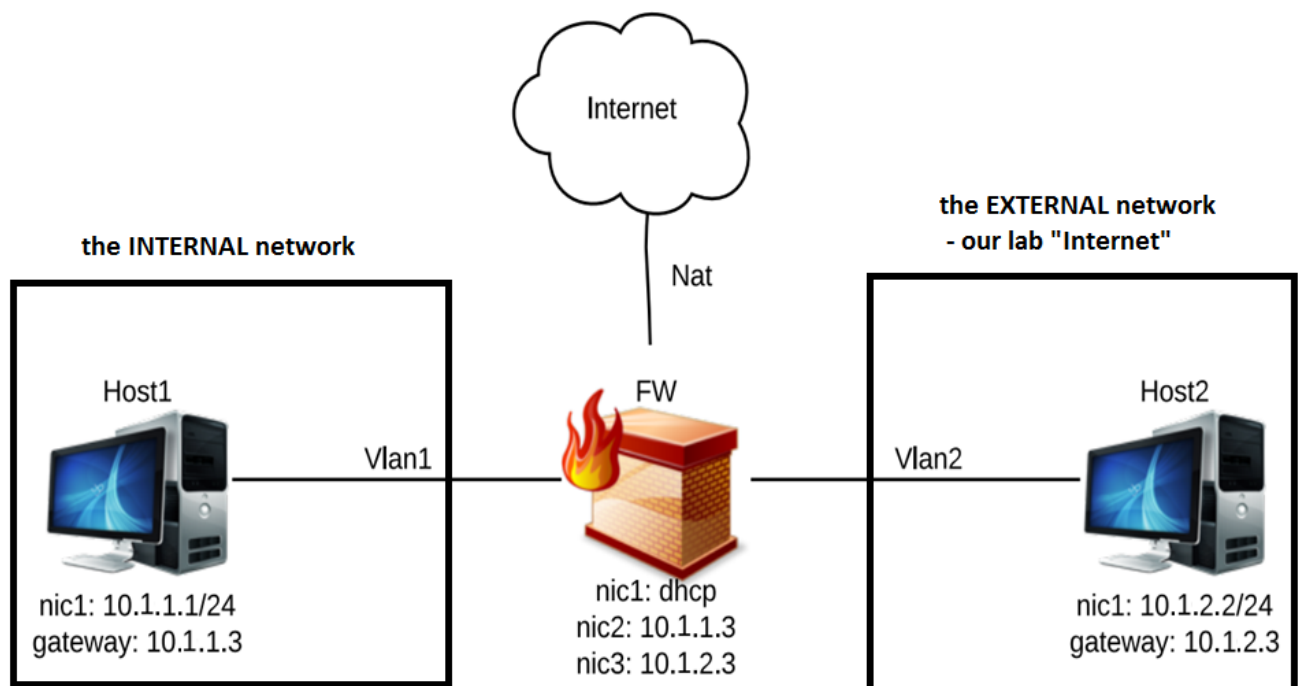 Internet
the EXTERNAL network
- our lab "Internet"
the INTERNAL network
Nat
Host1
FW
Host2
Vlan1
Vlan2
nic1: 10.1.1.1/24
gateway: 10.1.1.3
nic1: dhcp
nic2: 10.1.1.3
nic3: 10.1.2.3
nic1: 10.1.2.2/24
gateway: 10.1.2.3